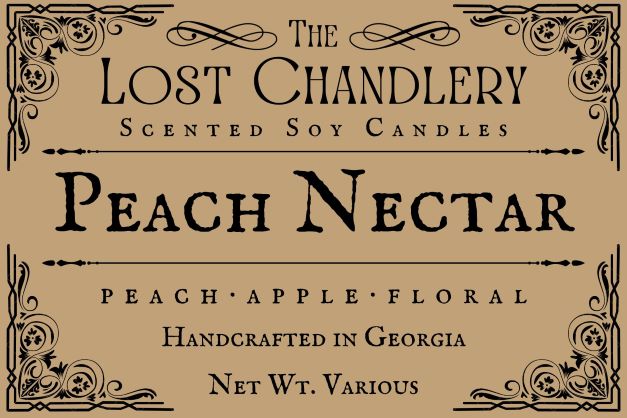 The
Lost Chandlery
Scented Soy Candles
Peach Nectar
PEACH·APPLE·FLORAL
Handcrafted in Georgia
Net Wt. Various